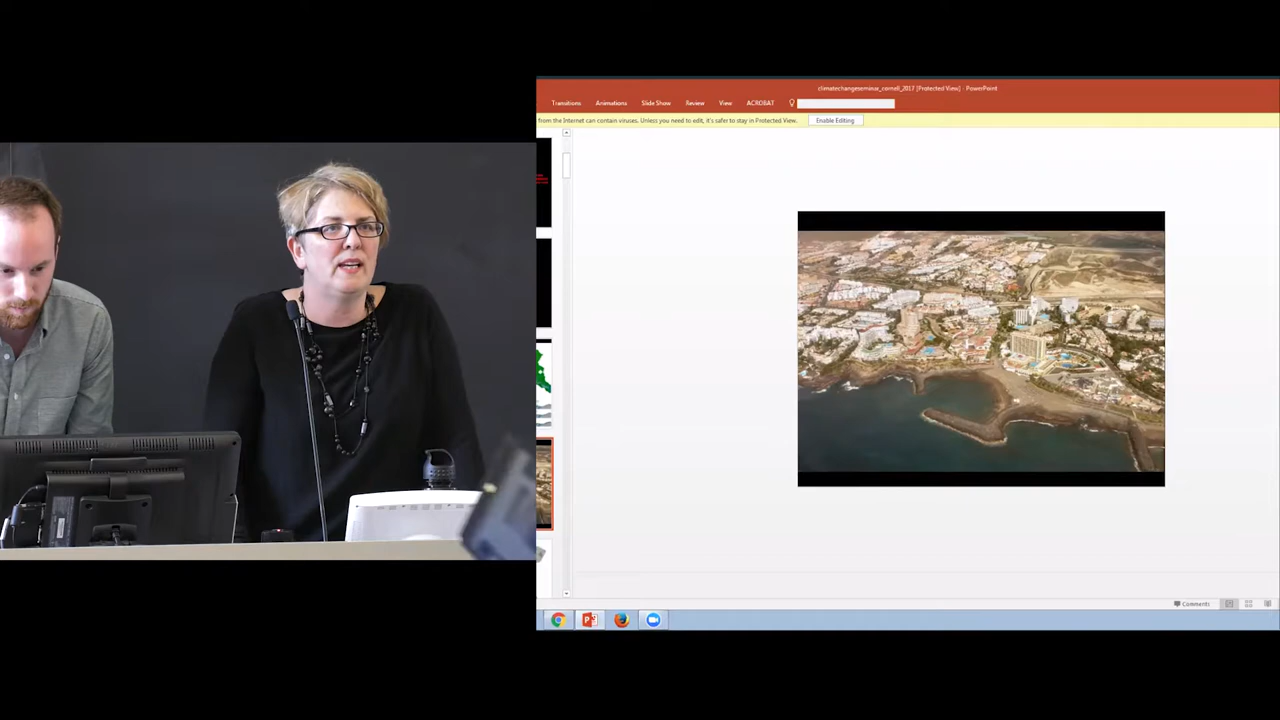 climatechangeseminar_cornell_2017 [Protected View] - PowerPoint
Transitions Animations Slide Show Review View ACROBAT
from the Internet can contain viruses. Unless you need to edit, it's safer to stay in Protected View. Enable Editing
Comments